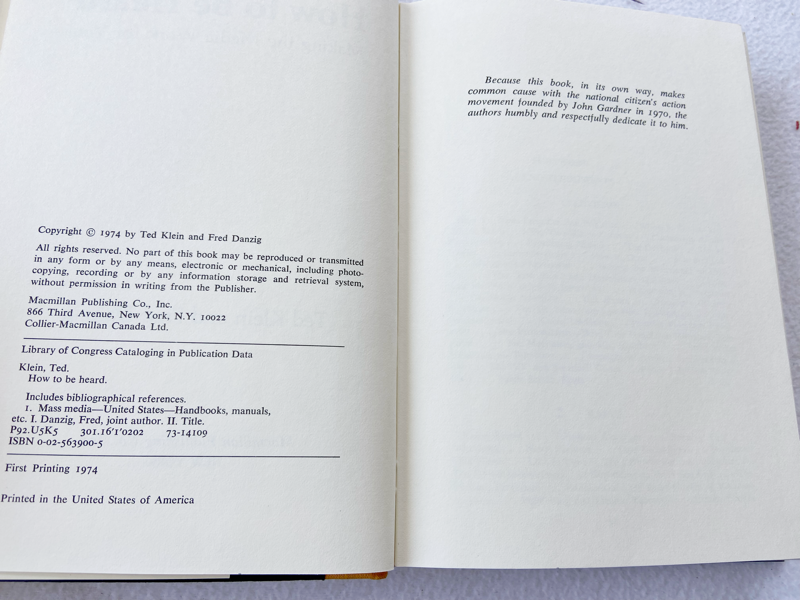 Copyright © 1974 by Ted Klein and Fred Danzig
All rights reserved. No part of this book may be reproduced or transmitted
in any form or by any means, electronic or mechanical, including photo-
copying, recording or by any information storage and retrieval system,
without permission in writing from the Publisher.
Macmillan Publishing Co., Inc.
866 Third Avenue, New York, N.Y. 10022
Collier-Macmillan Canada Ltd.
Library of Congress Cataloging in Publication Data
Klein, Ted.
How to be heard.
Includes bibliographical references.
1. Mass media—United States—Handbooks, manuals,
etc. I. Danzig, Fred, joint author. II. Title.
P92.U5K5 301.16'1'0202 73-14109
ISBN 0-02-563900-5
First Printing 1974
Printed in the United States of America
Because this book, in its own way, makes
common cause with the national citizen's action
movement founded by John Gardner in 1970, the
authors humbly and respectfully dedicate it to him.